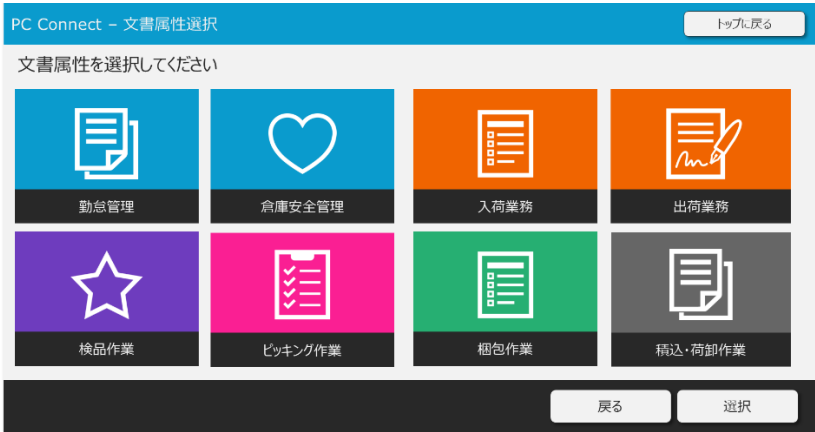 PC Connect – 文書属性選択
トップに戻る
文書属性を選択してください
勤怠管理
倉庫安全管理
入荷業務
出荷業務
検品作業
ピッキング作業
梱包作業
積込・荷卸作業
戻る
選択